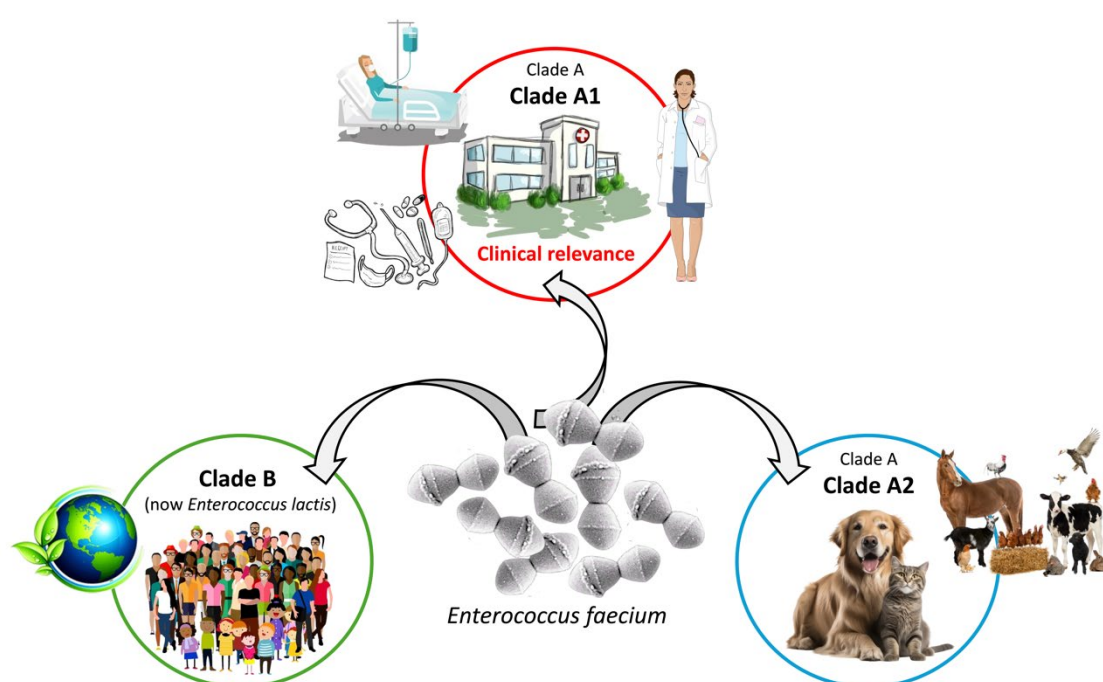 Clade A
Clade A1
Clinical relevance
Clade B
(now Enterococcus lactis)
Clade A
Clade A2
Enterococcus faecium